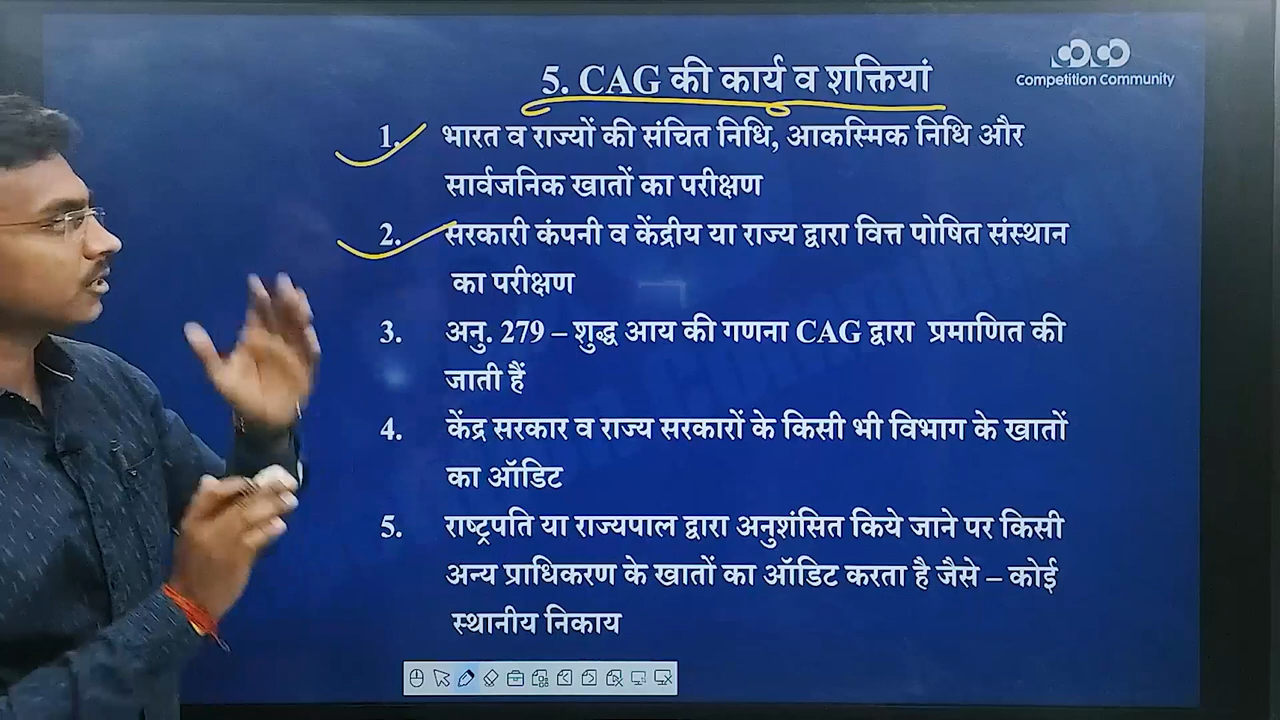 5. CAG की कार्य व शक्तियां
Competition Community
1. भारत व राज्यों की संचित निधि, आकस्मिक निधि और
सार्वजनिक खातों का परीक्षण
2. सरकारी कंपनी व केंद्रीय या राज्य द्वारा वित्त पोषित संस्थान
का परीक्षण
3. अनु. 279 – शुद्ध आय की गणना CAG द्वारा प्रमाणित की
जाती हैं
4. केंद्र सरकार व राज्य सरकारों के किसी भी विभाग के खातों
का ऑडिट
5. राष्ट्रपति या राज्यपाल द्वारा अनुशंसित किये जाने पर किसी
अन्य प्राधिकरण के खातों का ऑडिट करता है जैसे – कोई
स्थानीय निकाय